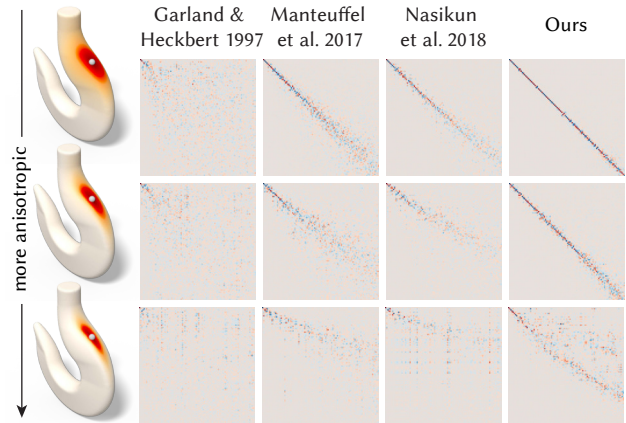 Garland &
Heckbert 1997
Manteuffel
et al. 2017
Nasikun
et al. 2018
Ours
more anisotropic